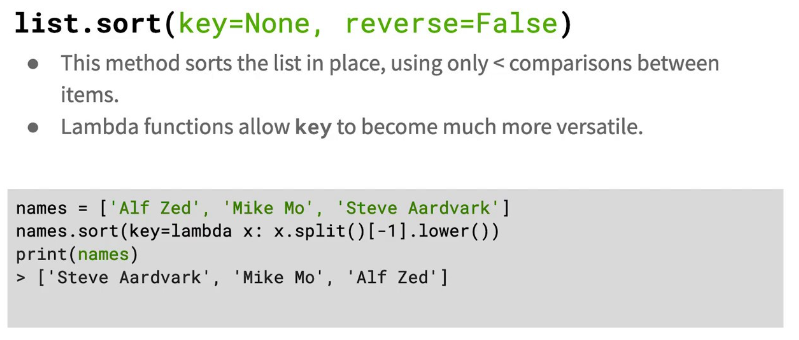 list.sort(key=None, reverse=False)
● This method sorts the list in place, using only < comparisons between
items.
● Lambda functions allow key to become much more versatile.
names = ['Alf Zed', 'Mike Mo', 'Steve Aardvark']
names.sort(key=lambda x: x.split()[-1].lower())
print(names)
> ['Steve Aardvark', 'Mike Mo', 'Alf Zed']